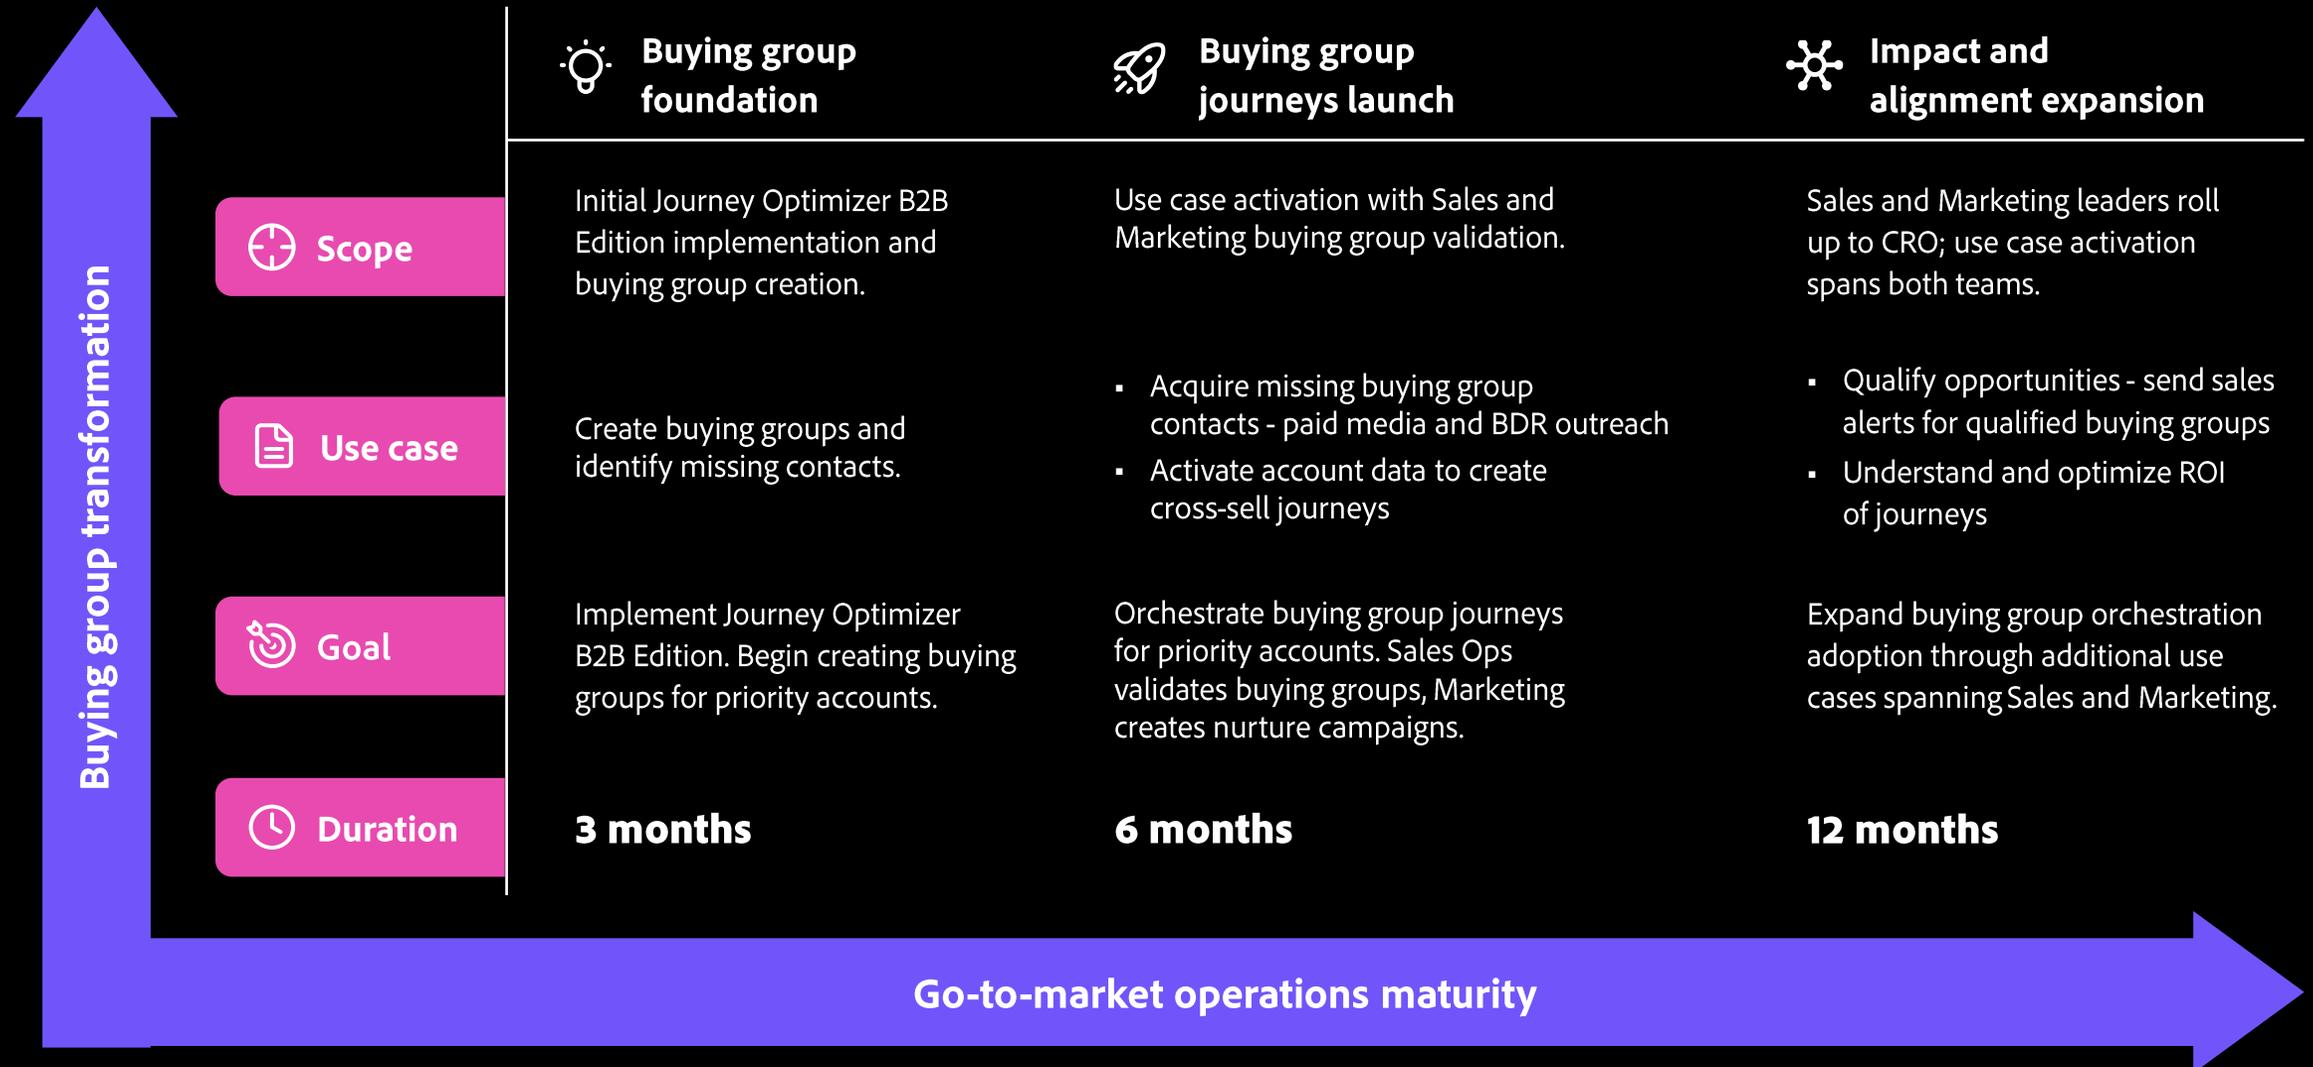 Buying group
foundation
Buying group
journeys launch
Impact and
alignment expansion
Buying group transformation
Scope
Initial Journey Optimizer B2B
Edition implementation and
buying group creation.
Use case activation with Sales and
Marketing buying group validation.
Sales and Marketing leaders roll
up to CRO; use case activation
spans both teams.
Use case
Create buying groups and
identify missing contacts.
▪ Acquire missing buying group
contacts - paid media and BDR outreach
▪ Activate account data to create
cross-sell journeys
▪ Qualify opportunities - send sales
alerts for qualified buying groups
▪ Understand and optimize ROI
of journeys
Goal
Implement Journey Optimizer
B2B Edition. Begin creating buying
groups for priority accounts.
Orchestrate buying group journeys
for priority accounts. Sales Ops
validates buying groups, Marketing
creates nurture campaigns.
Expand buying group orchestration
adoption through additional use
cases spanning Sales and Marketing.
Duration
3 months
6 months
12 months
Go-to-market operations maturity